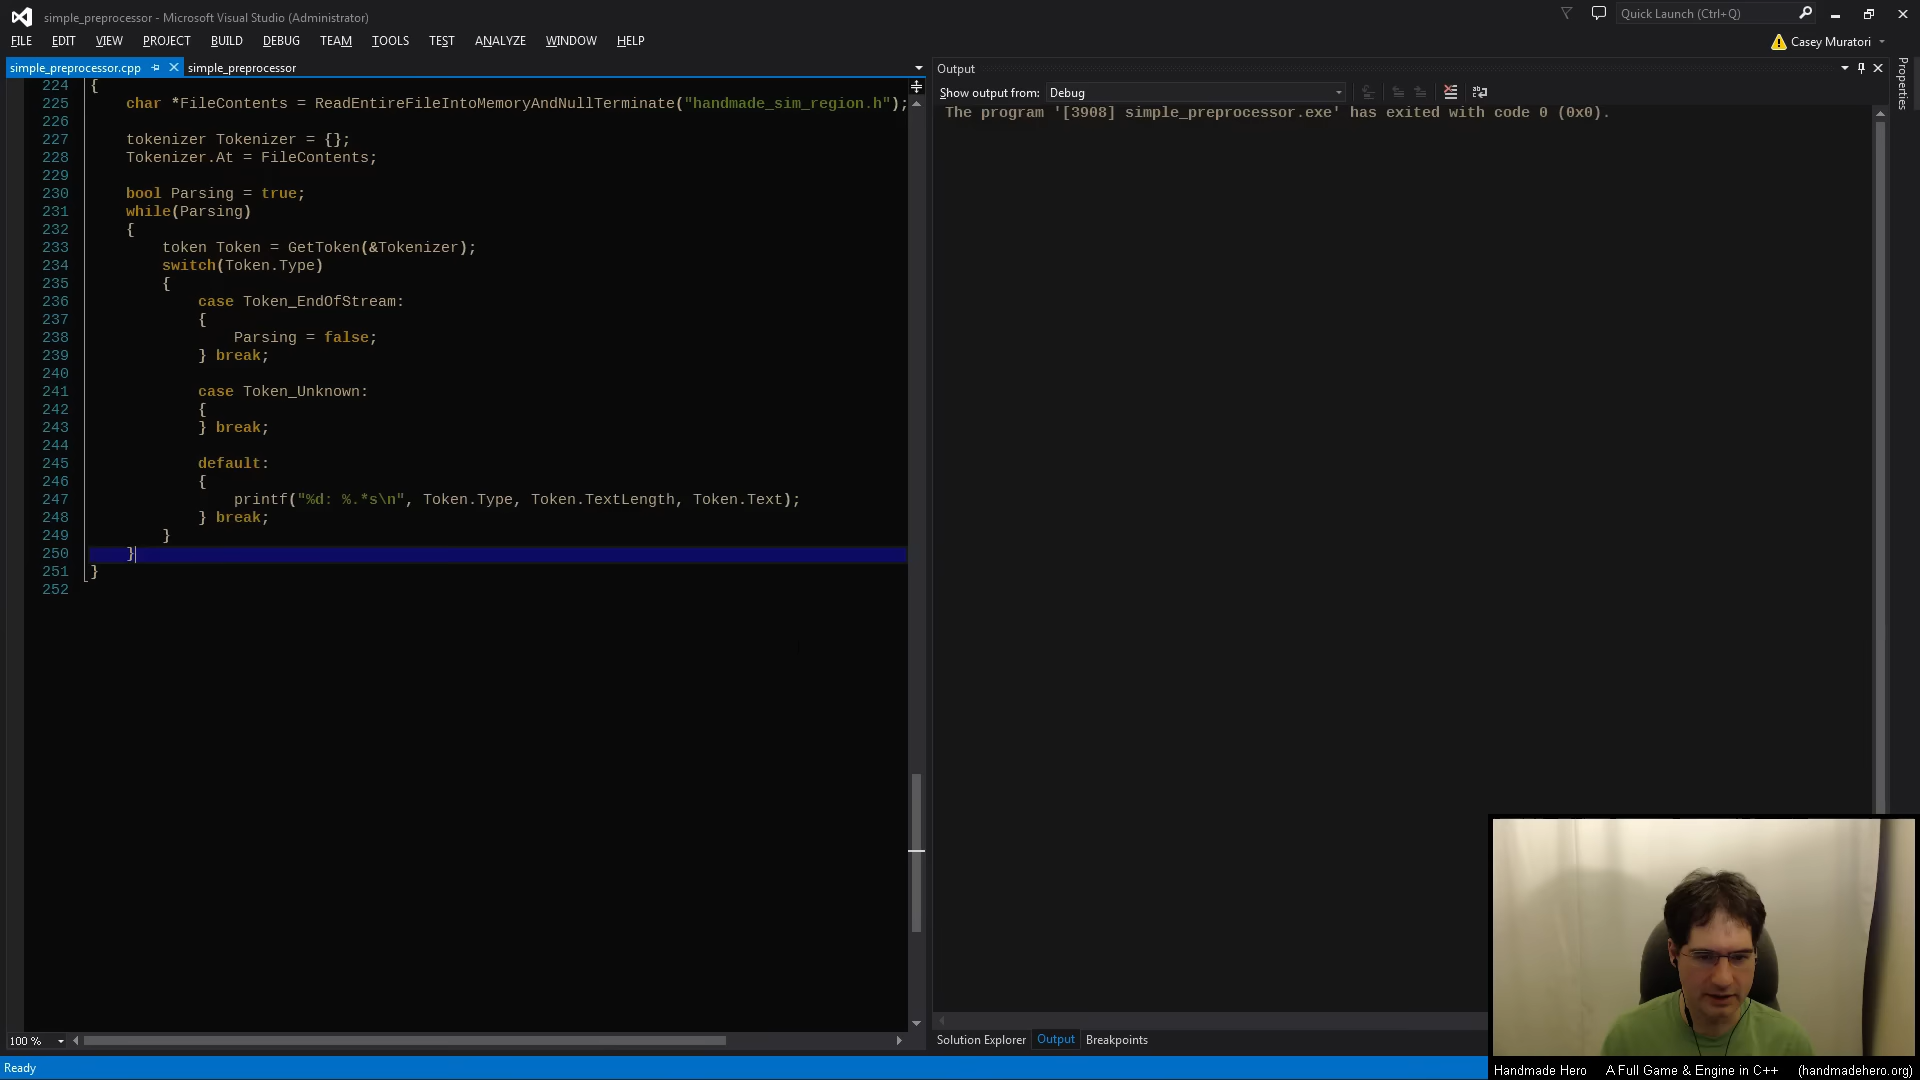 simple_preprocessor - Microsoft Visual Studio (Administrator)
Quick Launch (Ctrl+Q)
FILE EDIT VIEW PROJECT BUILD DEBUG TEAM TOOLS TEST ANALYZE WINDOW HELP
Casey Muratori
simple_preprocessor.cpp simple_preprocessor
224 {
225 char *FileContents = ReadEntireFileIntoMemoryAndNullTerminate("handmade_sim_region.h");
226
227 tokenizer Tokenizer = {};
228 Tokenizer.At = FileContents;
229
230 bool Parsing = true;
231 while(Parsing)
232 {
233 token Token = GetToken(&Tokenizer);
234 switch(Token.Type)
235 {
236 case Token_EndOfStream:
237 {
238 Parsing = false;
239 } break;
240
241 case Token_Unknown:
242 {
243 } break;
244
245 default:
246 {
247 printf("%d: %.*s\n", Token.Type, Token.TextLength, Token.Text);
248 } break;
249 }
250 }
251 }
252
100 %
Output
Show output from: Debug
The program '[3908] simple_preprocessor.exe' has exited with code 0 (0x0).
Properties
Solution Explorer Output Breakpoints
Ready
Handmade Hero A Full Game & Engine in C++ (handmadehero.org)